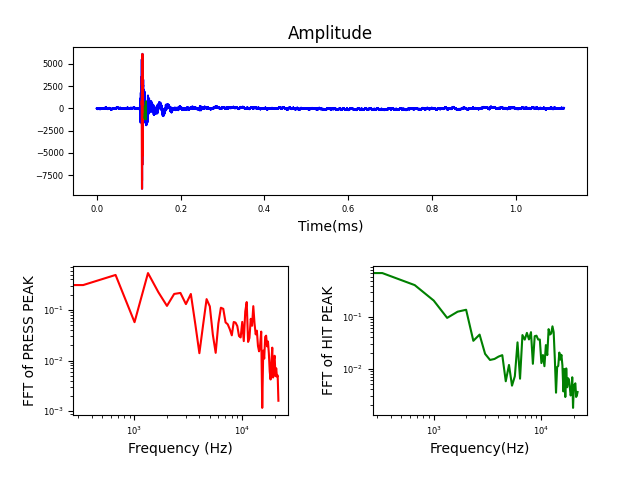 Amplitude
5000
2500
0
−2500
−5000
−7500
0.0 0.2 0.4 0.6 0.8 1.0
Time(ms)
FFT of PRESS PEAK
10⁻¹
10⁻²
10⁻³
10³ 10⁴
Frequency (Hz)
FFT of HIT PEAK
10⁻¹
10⁻²
10³ 10⁴
Frequency(Hz)